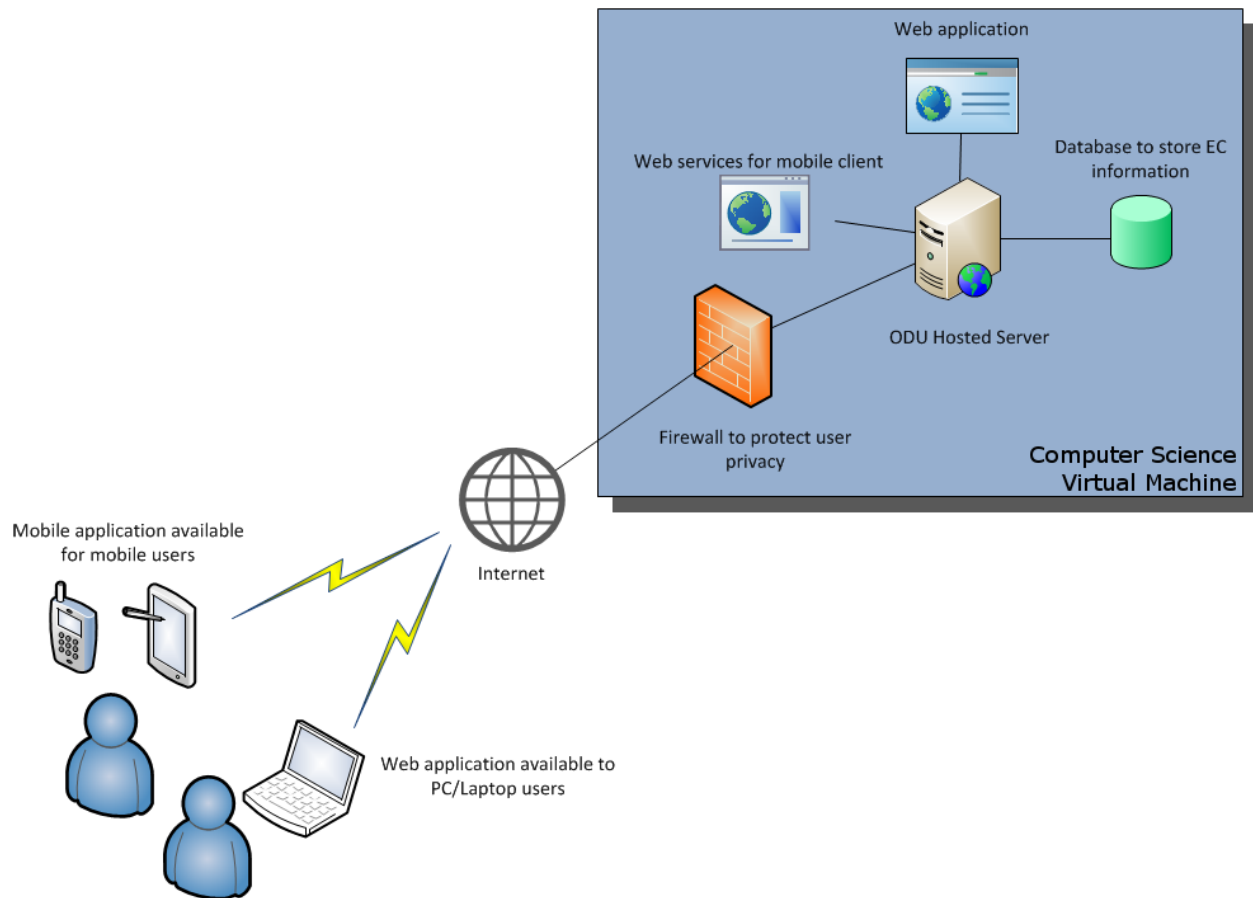 Web application
Web services for mobile client
Database to store EC
information
ODU Hosted Server
Firewall to protect user
privacy
Computer Science
Virtual Machine
Mobile application available
for mobile users
Internet
Web application available to
PC/Laptop users